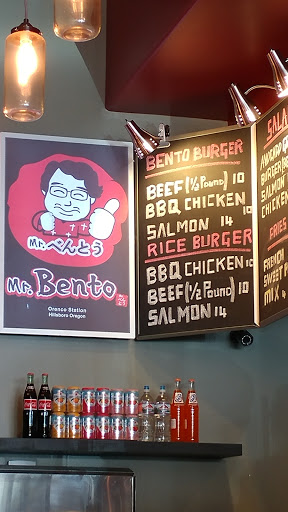 Mr.べんとう
Mr. Bento
Orenco Station
Hillsboro Oregon
BENTO BURGER
BEEF (½ POUND) 10
BBQ CHICKEN
SALMON 14
RICE BURGER
BBQ CHICKEN 10
BEEF (½ POUND) 10
SALMON 14
SALA
AVOCADO
BURGER
SALMON
CHICKEN
FRIES
FRENCH
SWEET
MIX